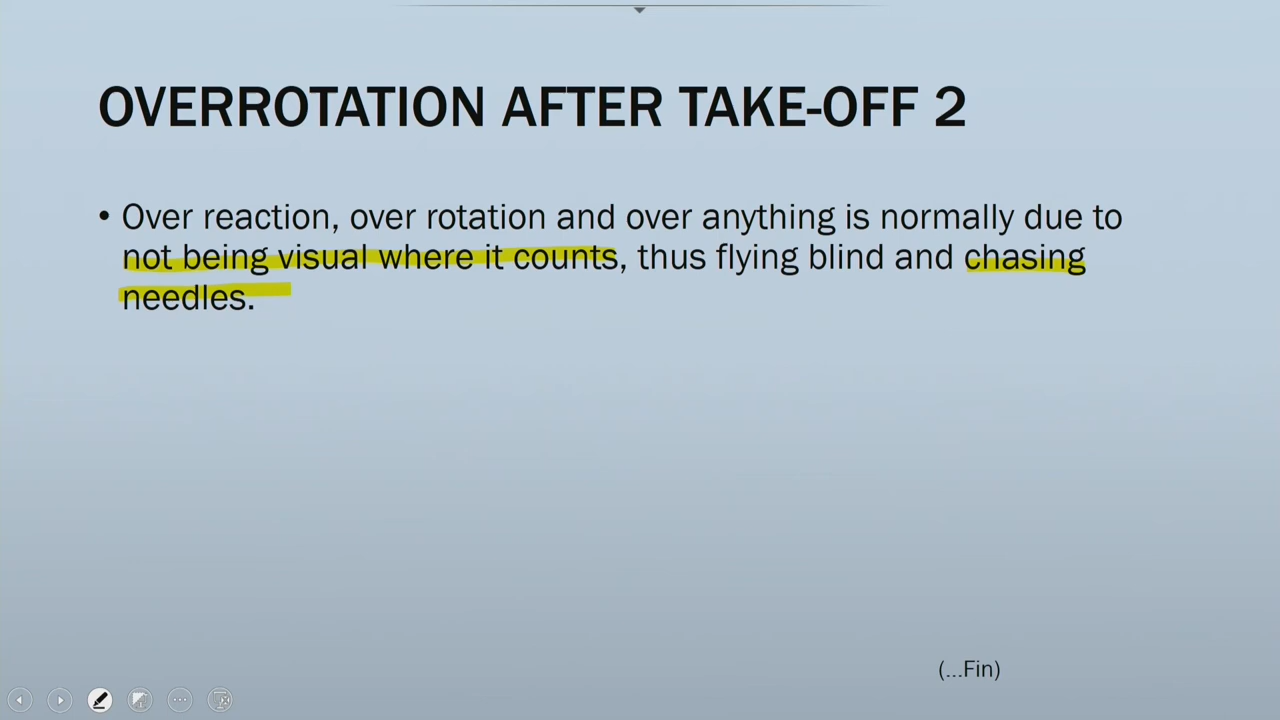 OVERROTATION AFTER TAKE-OFF 2
• Over reaction, over rotation and over anything is normally due to
not being visual where it counts, thus flying blind and chasing
needles.
(...Fin)